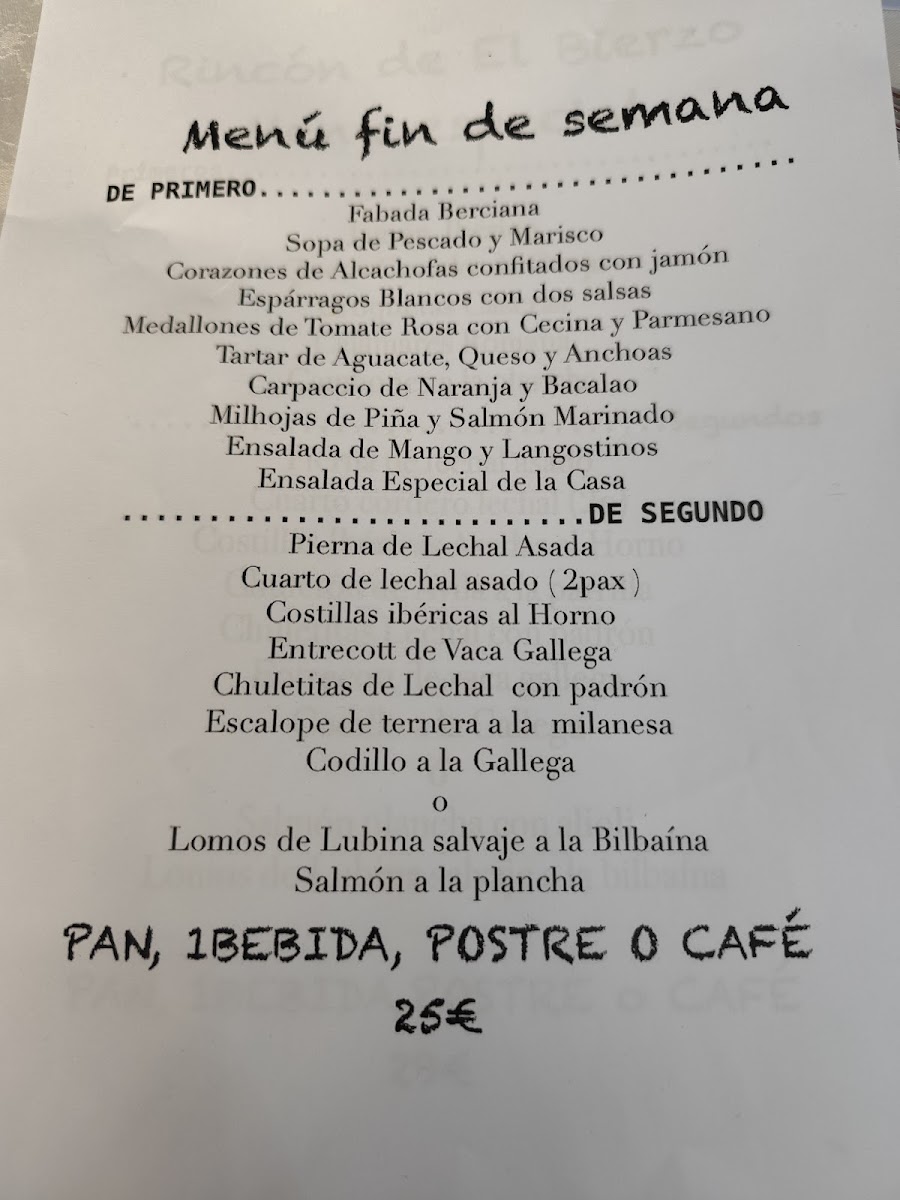 Rincón de El Bierzo
Menú fin de semana
DE PRIMERO..................................
Fabada Berciana
Sopa de Pescado y Marisco
Corazones de Alcachofas confitados con jamón
Espárragos Blancos con dos salsas
Medallones de Tomate Rosa con Cecina y Parmesano
Tartar de Aguacate, Queso y Anchoas
Carpaccio de Naranja y Bacalao
Milhojas de Piña y Salmón Marinado
Ensalada de Mango y Langostinos
Ensalada Especial de la Casa
...........................DE SEGUNDO
Pierna de Lechal Asada
Cuarto de lechal asado ( 2pax )
Costillas ibéricas al Horno
Entrecott de Vaca Gallega
Chuletitas de Lechal con padrón
Escalope de ternera a la milanesa
Codillo a la Gallega
o
Lomos de Lubina salvaje a la Bilbaína
Salmón a la plancha
PAN, 1BEBIDA, POSTRE O CAFÉ
25€